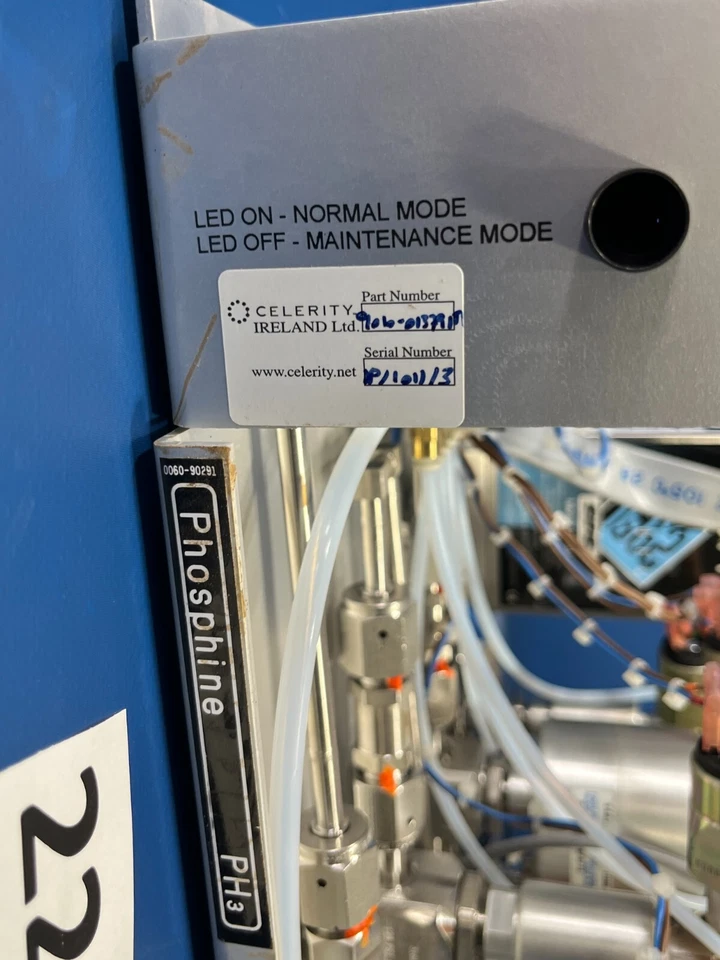 LED ON - NORMAL MODE
LED OFF - MAINTENANCE MODE
CELERITY
IRELAND Ltd.
Part Number
www.celerity.net
Serial Number
0060-90291
Phosphine PH3
22